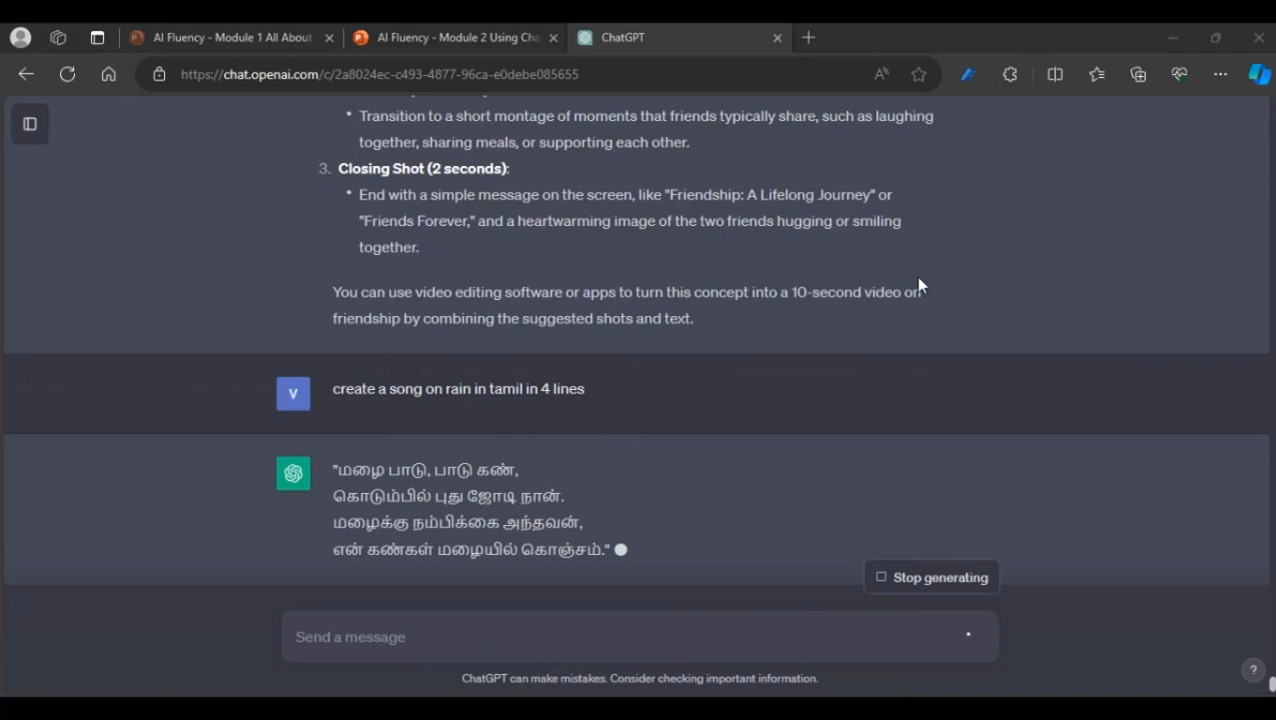 AI Fluency - Module 1 All About
AI Fluency - Module 2 Using Cha
ChatGPT
https://chat.openai.com/c/2a8024ec-c493-4877-96ca-e0debe085655
• Transition to a short montage of moments that friends typically share, such as laughing
together, sharing meals, or supporting each other.
3. Closing Shot (2 seconds):
• End with a simple message on the screen, like "Friendship: A Lifelong Journey" or
"Friends Forever," and a heartwarming image of the two friends hugging or smiling
together.
You can use video editing software or apps to turn this concept into a 10-second video on
friendship by combining the suggested shots and text.
V
create a song on rain in tamil in 4 lines
"மழை பாடு, பாடு கண்,
கொடும்பில் புது ஜோடி நான்.
மழைக்கு நம்பிக்கை அந்தவன்,
என் கண்கள் மழையில் கொஞ்சம்."
Stop generating
Send a message
ChatGPT can make mistakes. Consider checking important information.
?